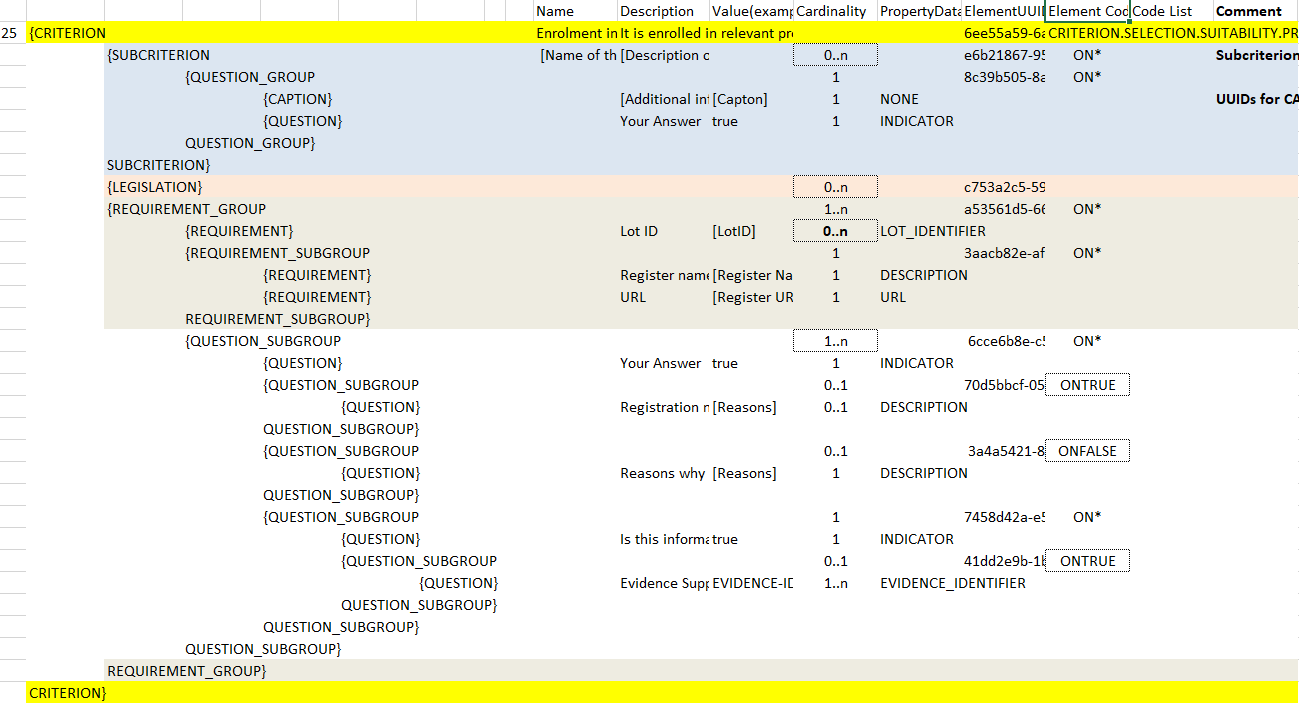 Name Description Value(examp Cardinality PropertyData ElementUUI Element Cod Code List Comment
25 {CRITERION Enrolment in It is enrolled in relevant pr 6ee55a59-6a CRITERION.SELECTION.SUITABILITY.PR
{SUBCRITERION [Name of th [Description o 0..n e6b21867-95 ON* Subcriterion
{QUESTION_GROUP 1 8c39b505-8a ON*
{CAPTION} [Additional in [Capton] 1 NONE UUIDs for CA
{QUESTION} Your Answer true 1 INDICATOR
QUESTION_GROUP}
SUBCRITERION}
{LEGISLATION} 0..n c753a2c5-59
{REQUIREMENT_GROUP 1..n a53561d5-66 ON*
{REQUIREMENT} Lot ID [LotID] 0..n LOT_IDENTIFIER
{REQUIREMENT_SUBGROUP 1 3aacb82e-af ON*
{REQUIREMENT} Register name [Register Na 1 DESCRIPTION
{REQUIREMENT} URL [Register UR 1 URL
REQUIREMENT_SUBGROUP}
{QUESTION_SUBGROUP 1..n 6cce6b8e-c5 ON*
{QUESTION} Your Answer true 1 INDICATOR
{QUESTION_SUBGROUP 0..1 70d5bbcf-05 ONTRUE
{QUESTION} Registration n [Reasons] 0..1 DESCRIPTION
QUESTION_SUBGROUP}
{QUESTION_SUBGROUP 0..1 3a4a5421-8 ONFALSE
{QUESTION} Reasons why [Reasons] 1 DESCRIPTION
QUESTION_SUBGROUP}
{QUESTION_SUBGROUP 1 7458d42a-e5 ON*
{QUESTION} Is this informa true 1 INDICATOR
{QUESTION_SUBGROUP 0..1 41dd2e9b-1b ONTRUE
{QUESTION} Evidence Supp EVIDENCE-ID 1..n EVIDENCE_IDENTIFIER
QUESTION_SUBGROUP}
QUESTION_SUBGROUP}
QUESTION_SUBGROUP}
REQUIREMENT_GROUP}
CRITERION}